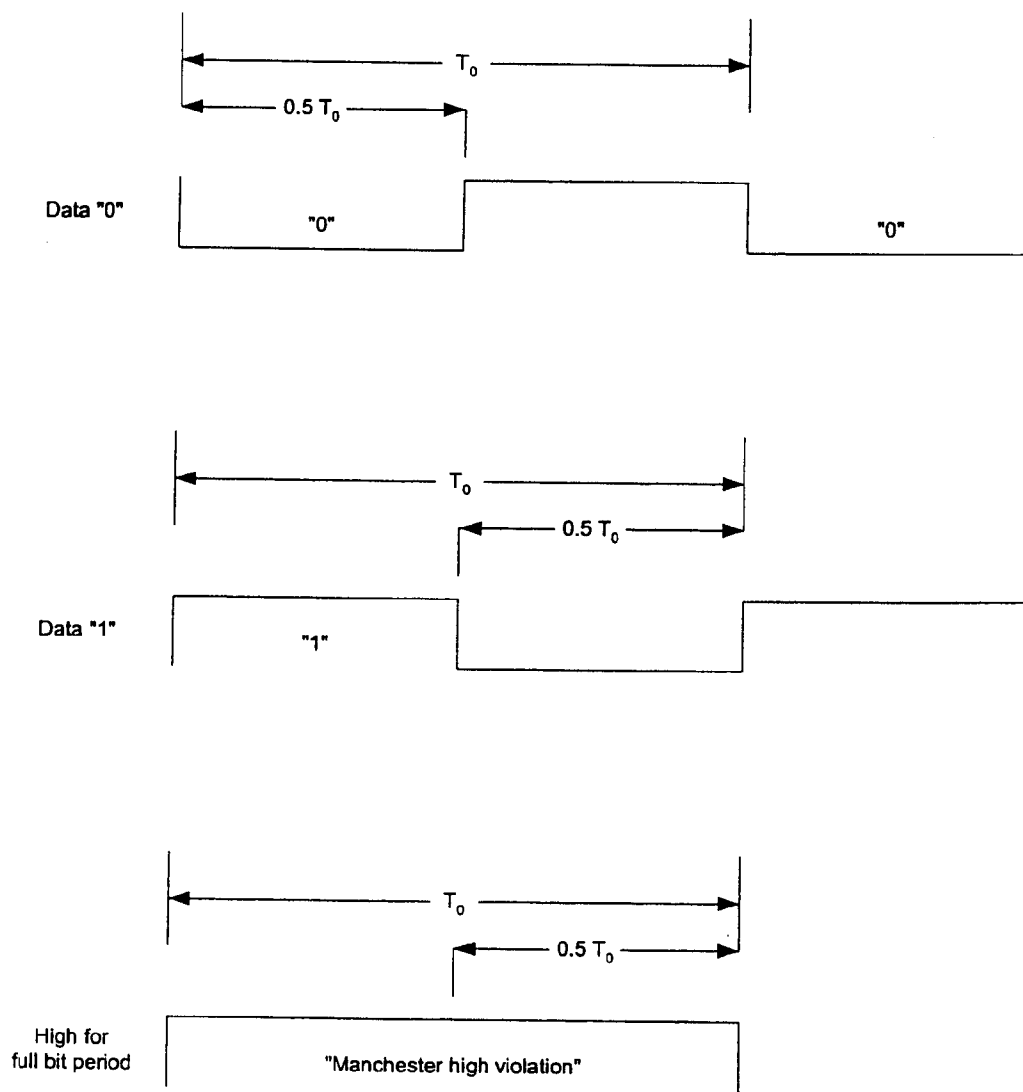 T₀
0.5 T₀
Data "0"
"0"
"0"
T₀
0.5 T₀
Data "1"
"1"
T₀
0.5 T₀
High for
full bit period
"Manchester high violation"